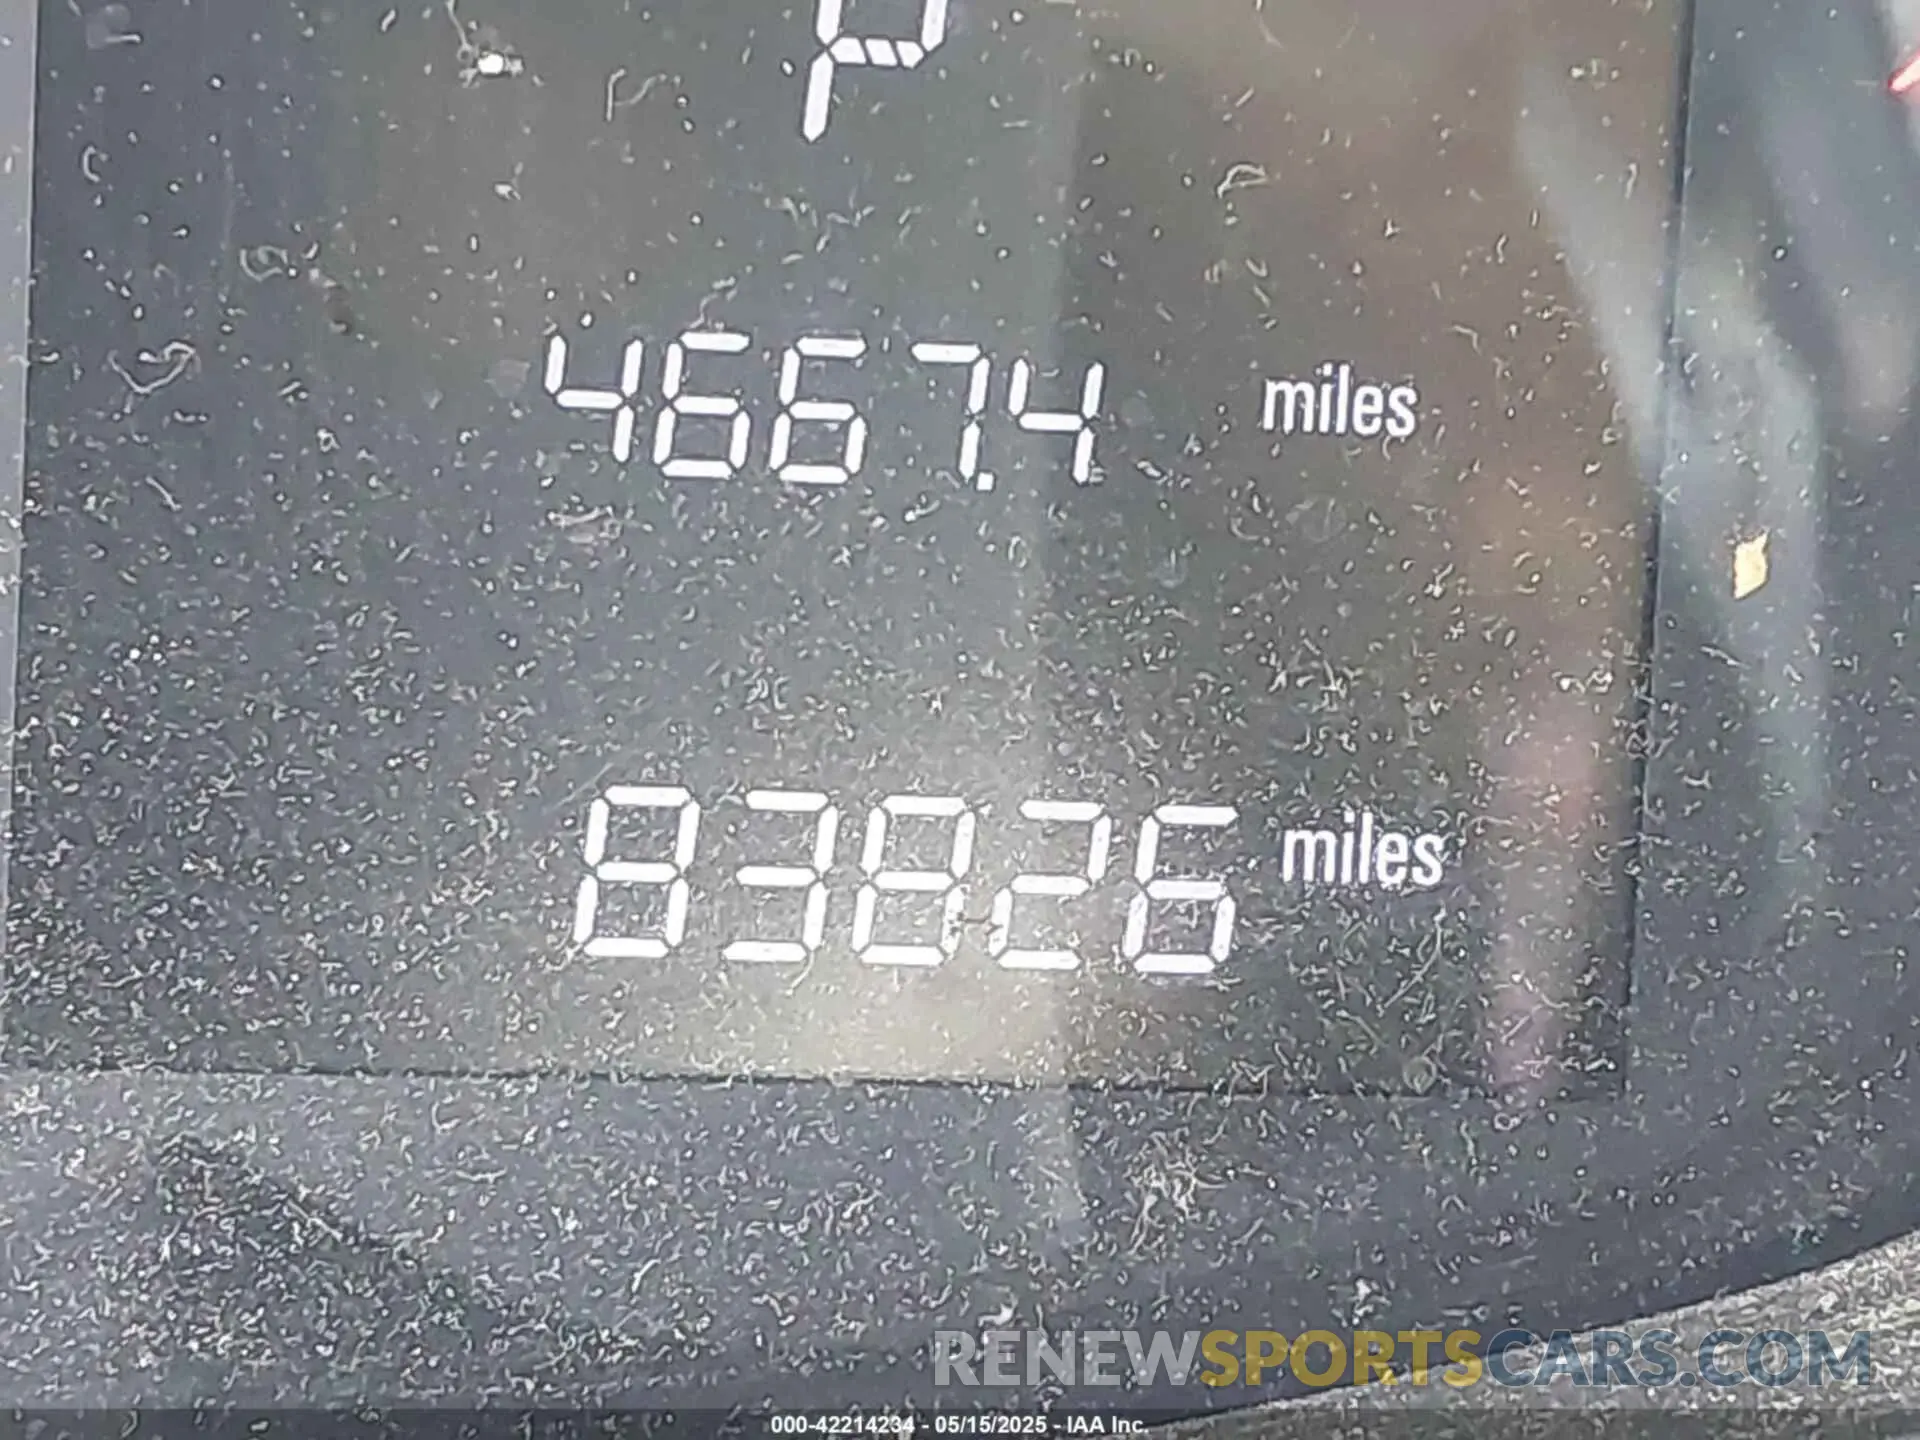 P
4667.4 miles
83826 miles
RENEWSPORTSCARS.COM
000-42214234 - 05/15/2025 - IAA Inc.